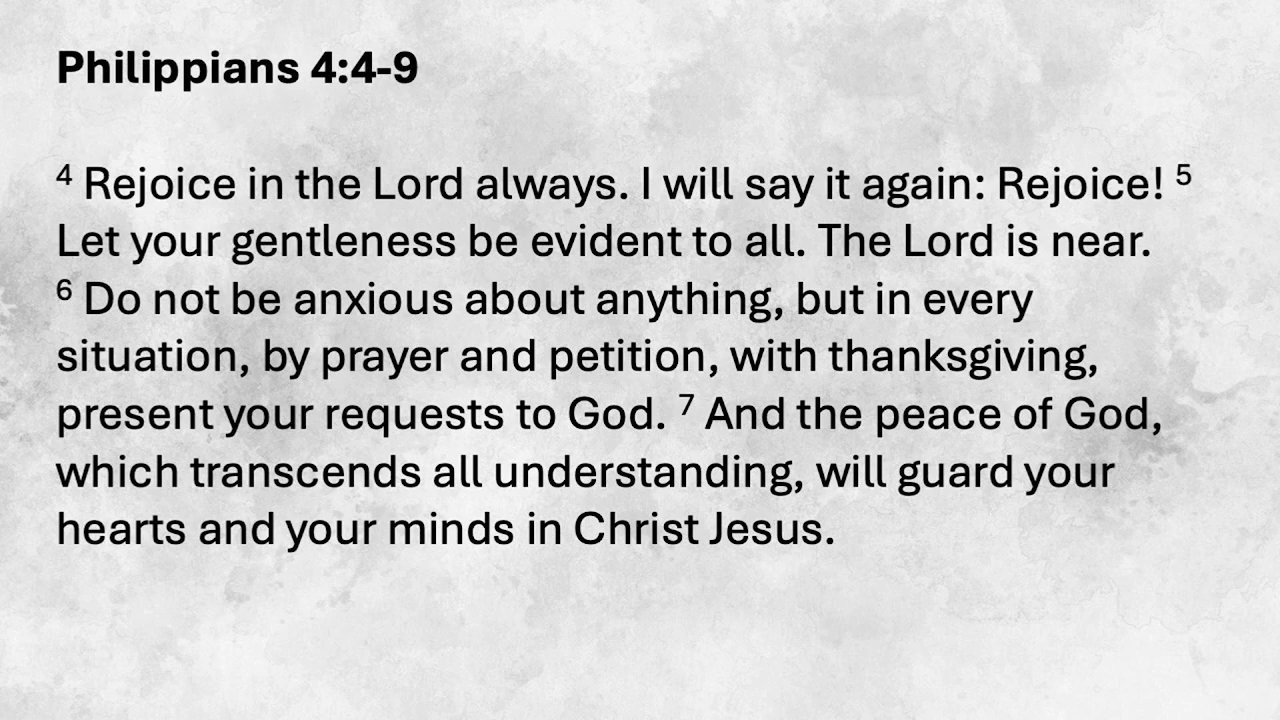 Philippians 4:4-9
4 Rejoice in the Lord always. I will say it again: Rejoice! 5
Let your gentleness be evident to all. The Lord is near.
6 Do not be anxious about anything, but in every
situation, by prayer and petition, with thanksgiving,
present your requests to God. 7 And the peace of God,
which transcends all understanding, will guard your
hearts and your minds in Christ Jesus.